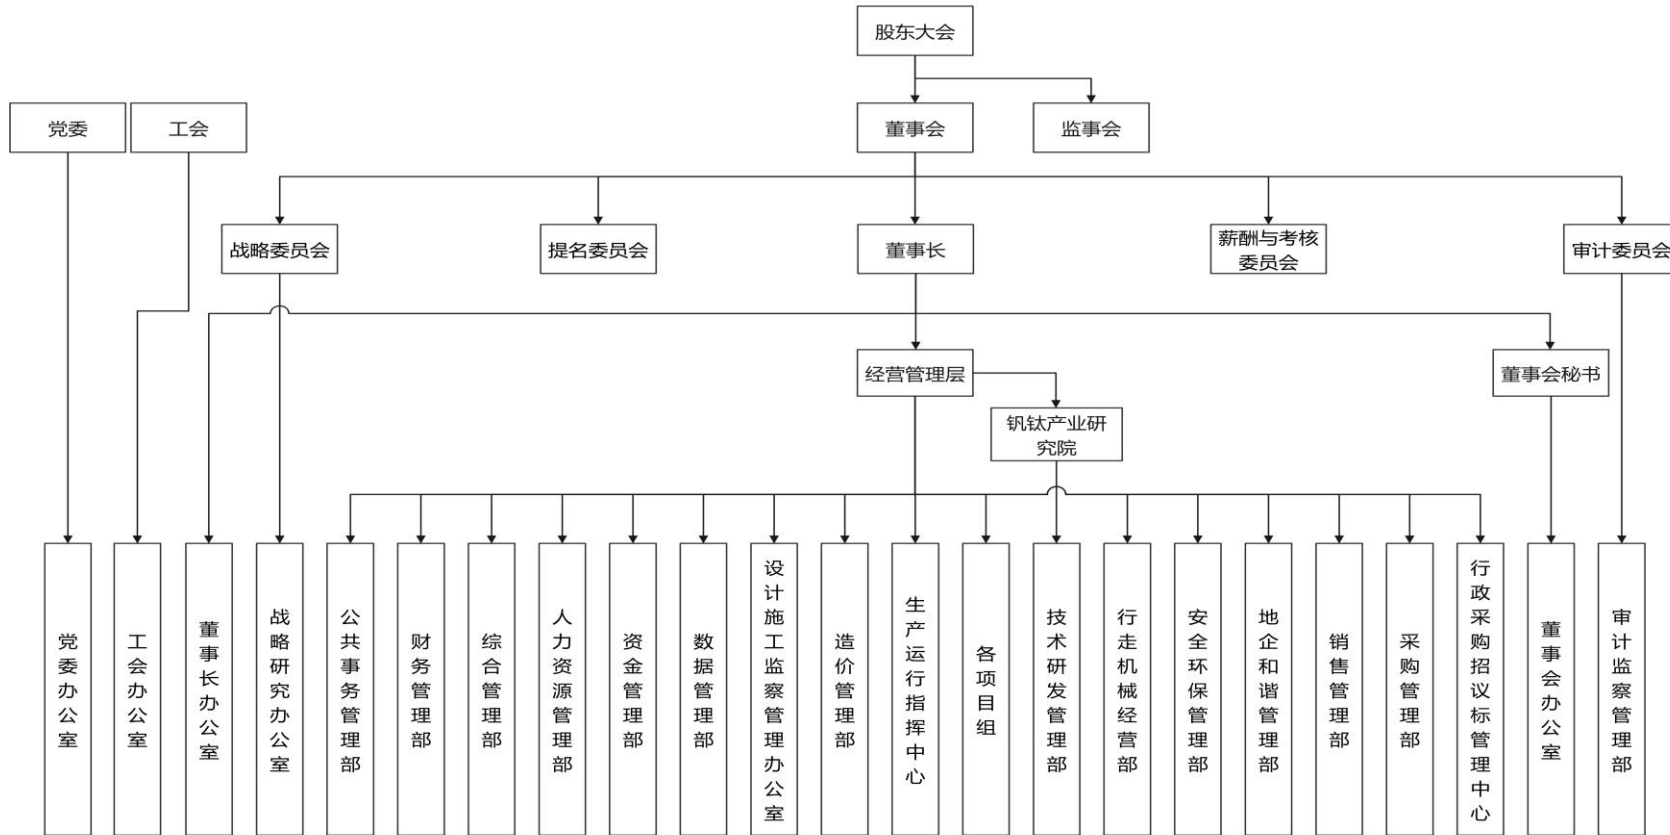 股东大会
党委
工会
董事会
监事会
战略委员会
提名委员会
董事长
薪酬与考核
委员会
审计委员会
经营管理层
董事会秘书
钒钛产业研
究院
党委办公室
工会办公室
董事长办公室
战略研究办公室
公共事务管理部
财务管理部
综合管理部
人力资源管理部
资金管理部
数据管理部
设计施工监察管理办公室
造价管理部
生产运行指挥中心
各项目组
技术研发管理部
行走机械经营部
安全环保管理部
地企和谐管理部
销售管理部
采购管理部
行政采购招议标管理中心
董事会办公室
审计监察管理部